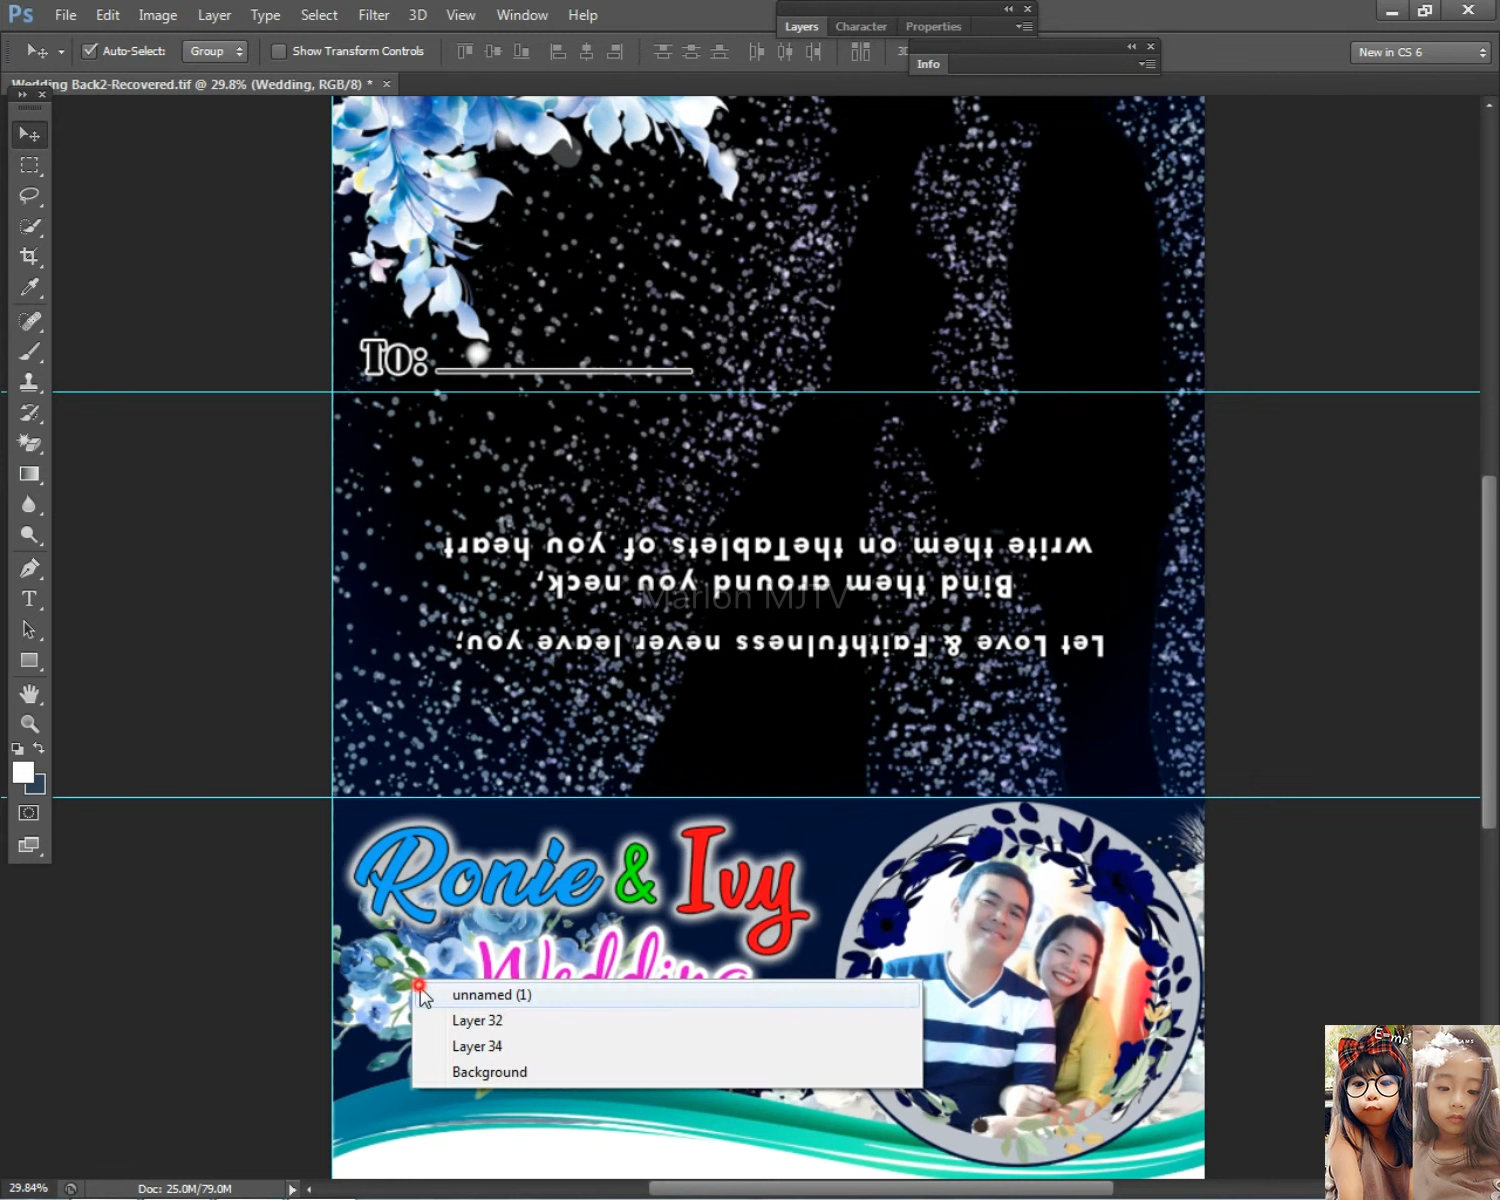 Ps File Edit Image Layer Type Select Filter 3D View Window Help
Layers Character Properties
Auto-Select: Group Show Transform Controls
Info
New in CS 6
Wedding Back2-Recovered.tif @ 29.8% (Wedding, RGB/8) *
To:
write them on theTablets of you heart
Bind them around you neck,
Marlon MJTV
Let Love & Faithfulness never leave you;
Ronie & Ivy
Wedding
unnamed (1)
Layer 32
Layer 34
Background
29.84% Doc: 25.0M/79.0M